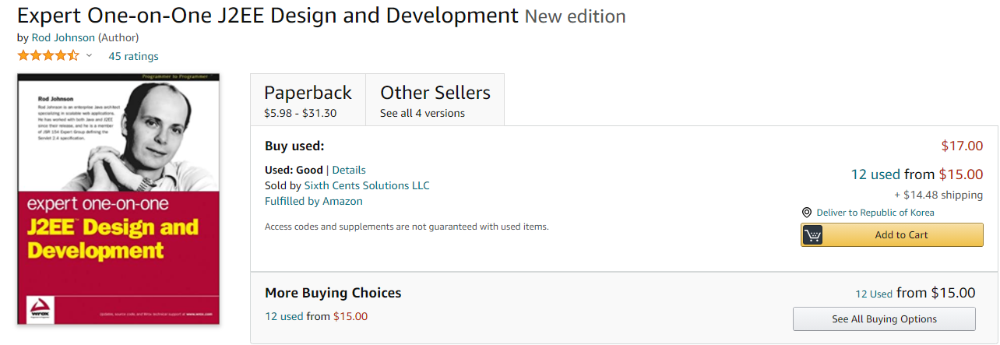 Expert One-on-One J2EE Design and Development New edition
by Rod Johnson (Author)
45 ratings
Programmer to Programmer™
Rod Johnson
Rod Johnson is an enterprise Java architect
specializing in scalable web applications.
He has worked with both Java and J2EE
since their release, and he is a member
of JSR 154 Expert Group defining the
Servlet 2.4 specification.
expert one-on-one
J2EE™ Design and
Development
wrox
Updates, source code, and Wrox technical support at www.wrox.com
Paperback
$5.98 - $31.30
Other Sellers
See all 4 versions
Buy used:
$17.00
Used: Good | Details
Sold by Sixth Cents Solutions LLC
Fulfilled by Amazon
Access codes and supplements are not guaranteed with used items.
12 used from $15.00
+ $14.48 shipping
Deliver to Republic of Korea
Add to Cart
More Buying Choices
12 used from $15.00
12 Used from $15.00
See All Buying Options